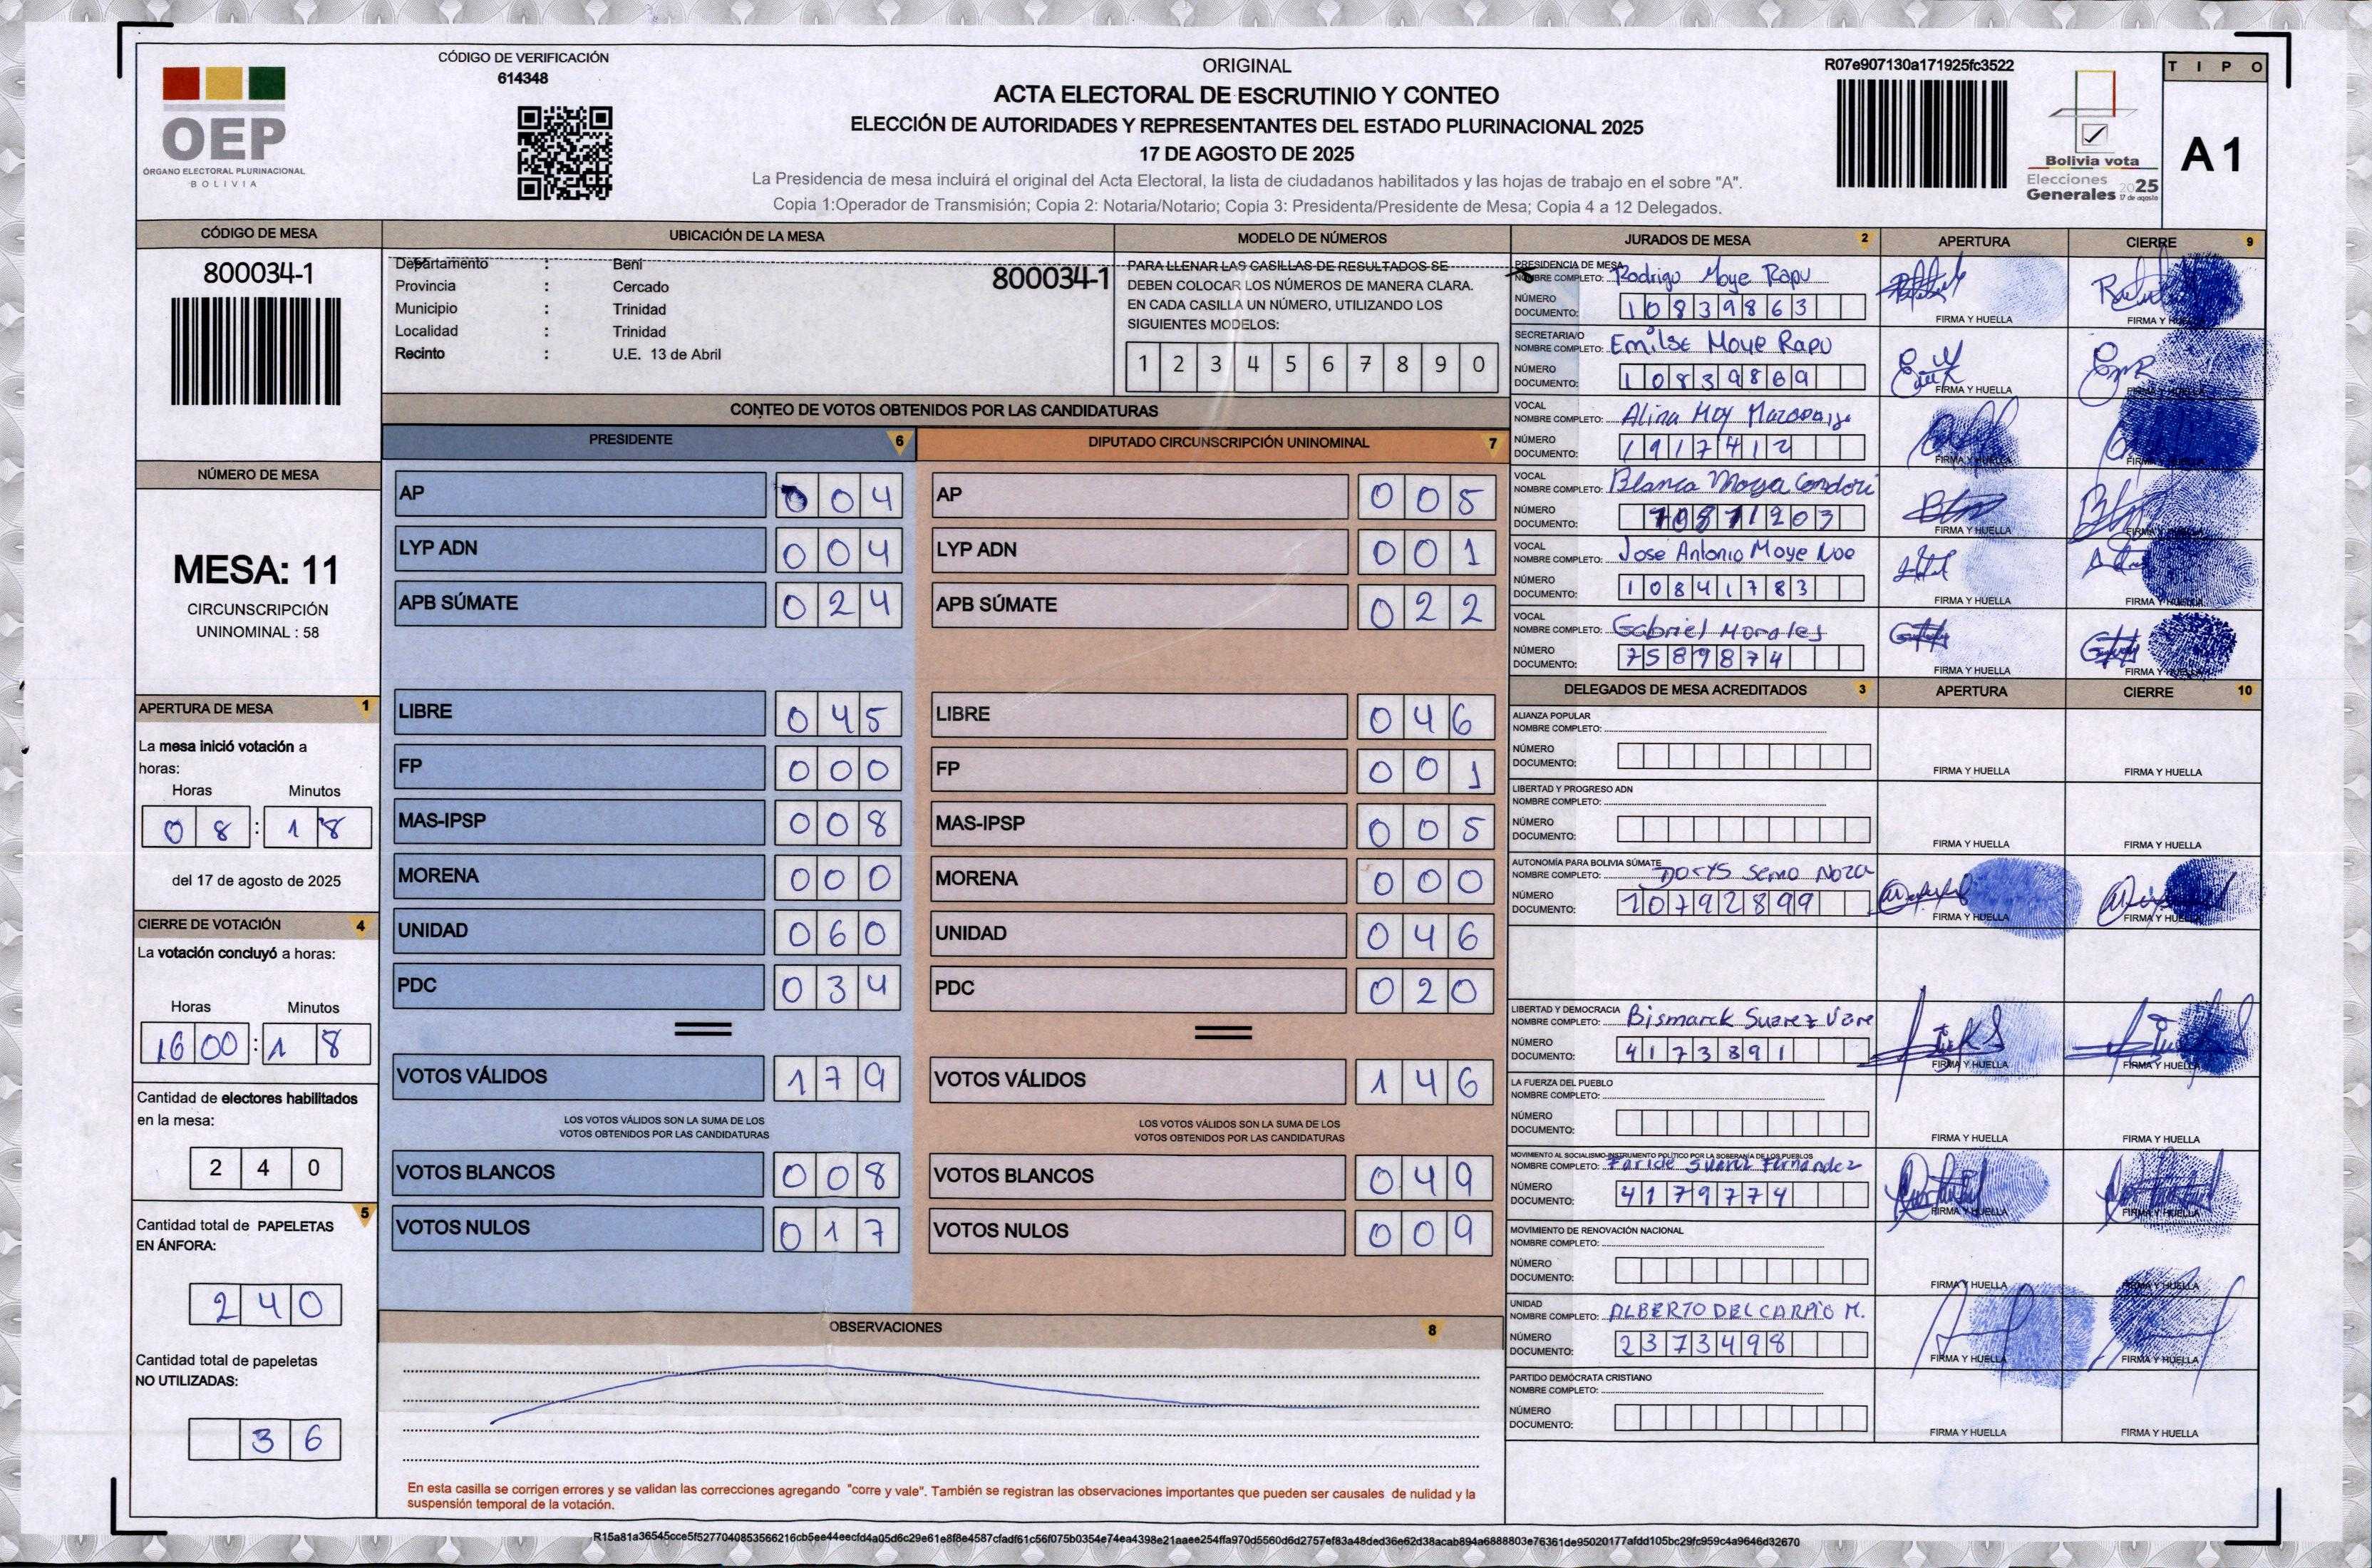 CÓDIGO DE VERIFICACIÓN
614348
OEP
ÓRGANO ELECTORAL PLURINACIONAL
BOLIVIA
ORIGINAL
ACTA ELECTORAL DE ESCRUTINIO Y CONTEO
ELECCIÓN DE AUTORIDADES Y REPRESENTANTES DEL ESTADO PLURINACIONAL 2025
17 DE AGOSTO DE 2025
La Presidencia de mesa incluirá el original del Acta Electoral, la lista de ciudadanos habilitados y las hojas de trabajo en el sobre "A".
Copia 1:Operador de Transmisión; Copia 2: Notaria/Notario; Copia 3: Presidenta/Presidente de Mesa; Copia 4 a 12 Delegados.
R07e907130a171925fc3522
Bolivia vota
Elecciones
Generales 2025
17 de agosto
TIPO
A1
CÓDIGO DE MESA
800034-1
NÚMERO DE MESA
MESA: 11
CIRCUNSCRIPCIÓN
UNINOMINAL : 58
APERTURA DE MESA 1
La mesa inició votación a
horas:
Horas Minutos
08 : 18
del 17 de agosto de 2025
CIERRE DE VOTACIÓN 4
La votación concluyó a horas:
Horas Minutos
16 00 : 1 8
Cantidad de electores habilitados
en la mesa:
240
5
Cantidad total de PAPELETAS
EN ÁNFORA:
240
Cantidad total de papeletas
NO UTILIZADAS:
36
UBICACIÓN DE LA MESA
Departamento : Beni
Provincia : Cercado
Municipio : Trinidad
Localidad : Trinidad
Recinto : U.E. 13 de Abril
800034-1
MODELO DE NÚMEROS
PARA LLENAR LAS CASILLAS DE RESULTADOS SE
DEBEN COLOCAR LOS NÚMEROS DE MANERA CLARA.
EN CADA CASILLA UN NÚMERO, UTILIZANDO LOS
SIGUIENTES MODELOS:
1 2 3 4 5 6 7 8 9 0
CONTEO DE VOTOS OBTENIDOS POR LAS CANDIDATURAS
PRESIDENTE 6
AP 004
LYP ADN 004
APB SÚMATE 024
LIBRE 045
FP 000
MAS-IPSP 008
MORENA 000
UNIDAD 060
PDC 034
VOTOS VÁLIDOS 179
LOS VOTOS VÁLIDOS SON LA SUMA DE LOS
VOTOS OBTENIDOS POR LAS CANDIDATURAS
VOTOS BLANCOS 008
VOTOS NULOS 017
DIPUTADO CIRCUNSCRIPCIÓN UNINOMINAL 7
AP 005
LYP ADN 001
APB SÚMATE 022
LIBRE 046
FP 001
MAS-IPSP 005
MORENA 000
UNIDAD 046
PDC 020
VOTOS VÁLIDOS 146
LOS VOTOS VÁLIDOS SON LA SUMA DE LOS
VOTOS OBTENIDOS POR LAS CANDIDATURAS
VOTOS BLANCOS 049
VOTOS NULOS 009
OBSERVACIONES 8
En esta casilla se corrigen errores y se validan las correcciones agregando "corre y vale". También se registran las observaciones importantes que pueden ser causales de nulidad y la
suspensión temporal de la votación.
JURADOS DE MESA 2 APERTURA CIERRE 9
PRESIDENCIA DE MESA
NOMBRE COMPLETO: Rodrigo Moye Rapu
NÚMERO
DOCUMENTO: 10839863
FIRMA Y HUELLA FIRMA Y HUELLA
SECRETARIA/O
NOMBRE COMPLETO: Emilse Moye Rapu
NÚMERO
DOCUMENTO: 10839869
FIRMA Y HUELLA FIRMA Y HUELLA
VOCAL
NOMBRE COMPLETO: Alina Moy
NÚMERO
DOCUMENTO: 1917412
FIRMA Y HUELLA FIRMA Y HUELLA
VOCAL
NOMBRE COMPLETO: Blanca Moya Condori
NÚMERO
DOCUMENTO:
FIRMA Y HUELLA FIRMA Y HUELLA
VOCAL
NOMBRE COMPLETO: Jose Antonio Moye Noe
NÚMERO
DOCUMENTO: 10841783
FIRMA Y HUELLA FIRMA Y HUELLA
VOCAL
NOMBRE COMPLETO: Gabriel Morales
NÚMERO
DOCUMENTO: 7589874
FIRMA Y HUELLA FIRMA Y HUELLA
DELEGADOS DE MESA ACREDITADOS 3 APERTURA CIERRE 10
ALIANZA POPULAR
NOMBRE COMPLETO:
NÚMERO
DOCUMENTO:
FIRMA Y HUELLA FIRMA Y HUELLA
LIBERTAD Y PROGRESO ADN
NOMBRE COMPLETO:
NÚMERO
DOCUMENTO:
FIRMA Y HUELLA FIRMA Y HUELLA
AUTONOMÍA PARA BOLIVIA SÚMATE
NOMBRE COMPLETO: Dorys Semo Noza
NÚMERO
DOCUMENTO: 10792899
FIRMA Y HUELLA FIRMA Y HUELLA
LIBERTAD Y DEMOCRACIA
NOMBRE COMPLETO: Bismarck Suarez
NÚMERO
DOCUMENTO: 4173891
FIRMA Y HUELLA FIRMA Y HUELLA
LA FUERZA DEL PUEBLO
NOMBRE COMPLETO:
NÚMERO
DOCUMENTO:
FIRMA Y HUELLA FIRMA Y HUELLA
MOVIMIENTO AL SOCIALISMO-INSTRUMENTO POLÍTICO POR LA SOBERANÍA DE LOS PUEBLOS
NOMBRE COMPLETO: Faride Suarez Fernandez
NÚMERO
DOCUMENTO: 4179774
FIRMA Y HUELLA FIRMA Y HUELLA
MOVIMIENTO DE RENOVACIÓN NACIONAL
NOMBRE COMPLETO:
NÚMERO
DOCUMENTO:
FIRMA Y HUELLA FIRMA Y HUELLA
UNIDAD
NOMBRE COMPLETO: ALBERTO DEL CARPIO M.
NÚMERO
DOCUMENTO: 2373498
FIRMA Y HUELLA FIRMA Y HUELLA
PARTIDO DEMÓCRATA CRISTIANO
NOMBRE COMPLETO:
NÚMERO
DOCUMENTO:
FIRMA Y HUELLA FIRMA Y HUELLA